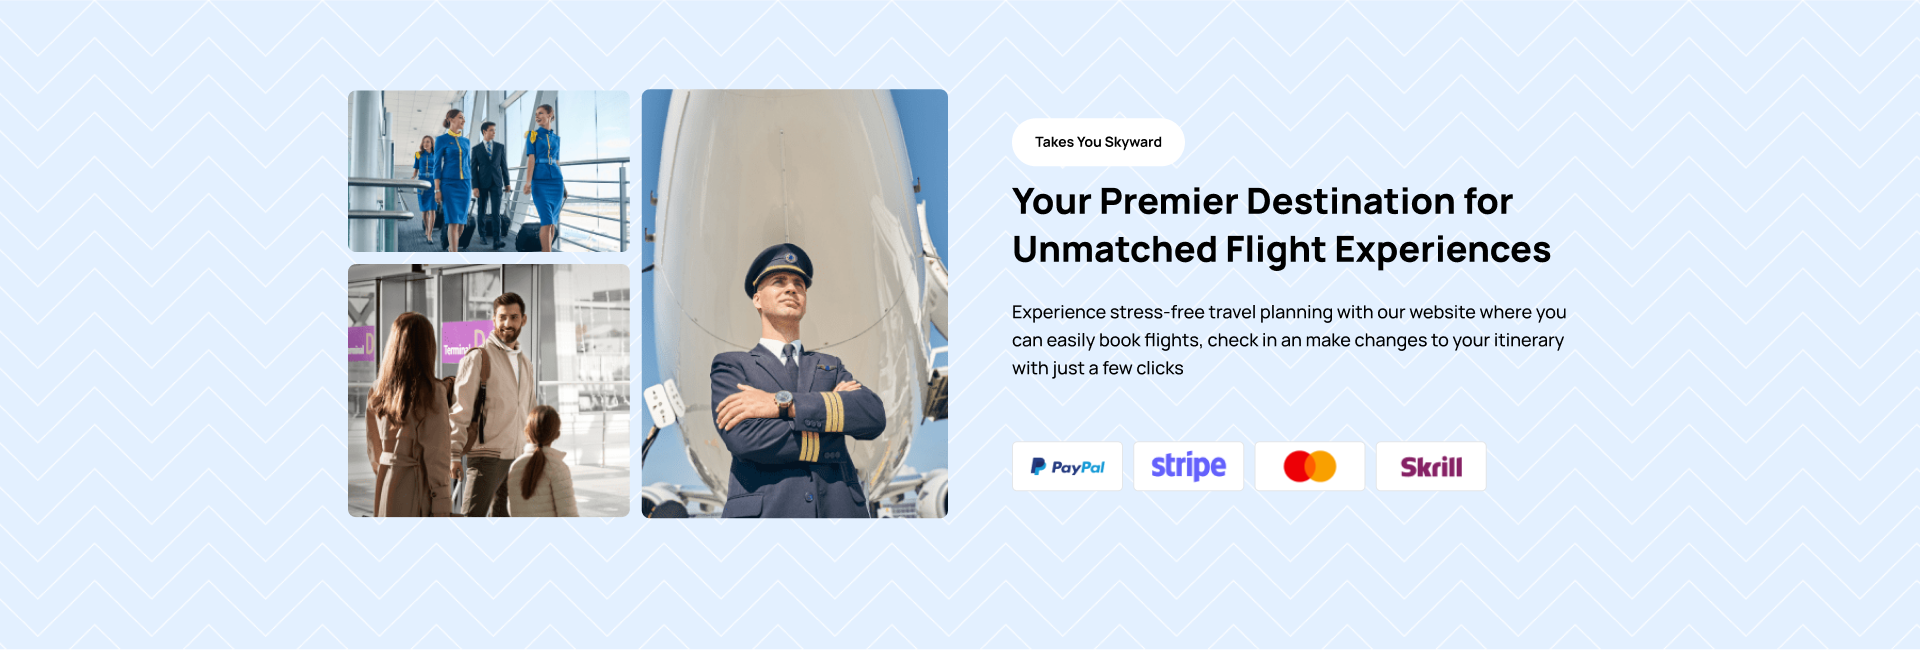 Takes You Skyward
Your Premier Destination for
Unmatched Flight Experiences
Experience stress-free travel planning with our website where you
can easily book flights, check in an make changes to your itinerary
with just a few clicks
PayPal
stripe
Skrill
minal D
Terminal D